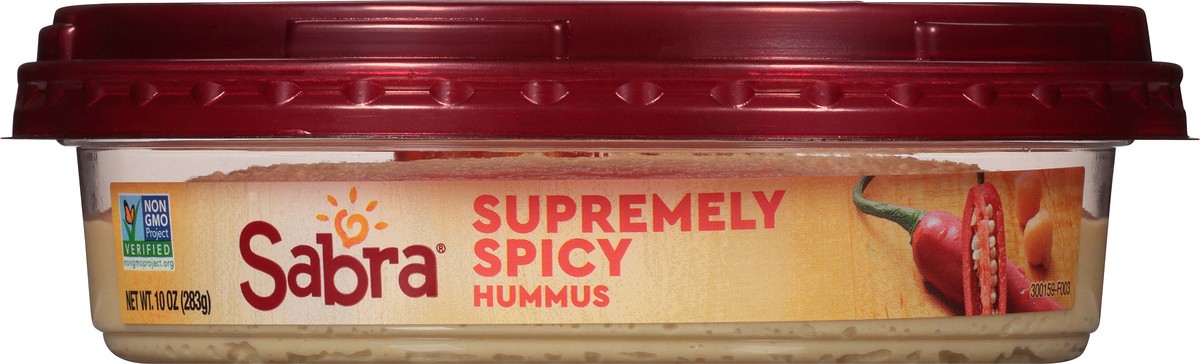 NON
GMO
Project
VERIFIED
nongmoproject.org
NET WT. 10 OZ (283g)
Sabra®
SUPREMELY
SPICY
HUMMUS
300159-F003